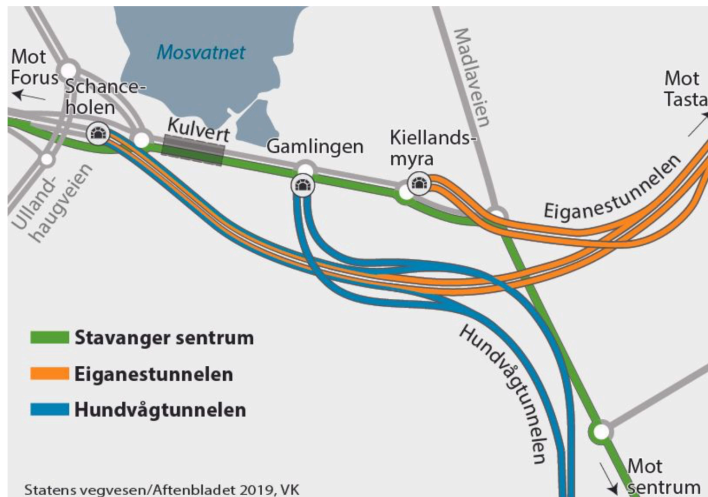 Mosvatnet
Madlaveien
Mot
Forus
Schance-
holen
Kulvert
Gamlingen
Kiellands-
myra
Mot
Tasta
Ulland-
haugveien
Eiganestunnelen
Hundvågtunnelen
Stavanger sentrum
Eiganestunnelen
Hundvågtunnelen
Mot
sentrum
Statens vegvesen/Aftenbladet 2019, VK